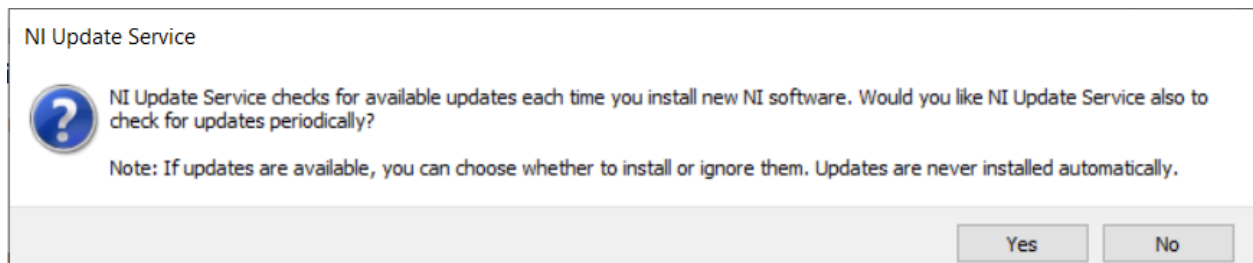 NI Update Service
NI Update Service checks for available updates each time you install new NI software. Would you like NI Update Service also to
check for updates periodically?
Note: If updates are available, you can choose whether to install or ignore them. Updates are never installed automatically.
Yes No